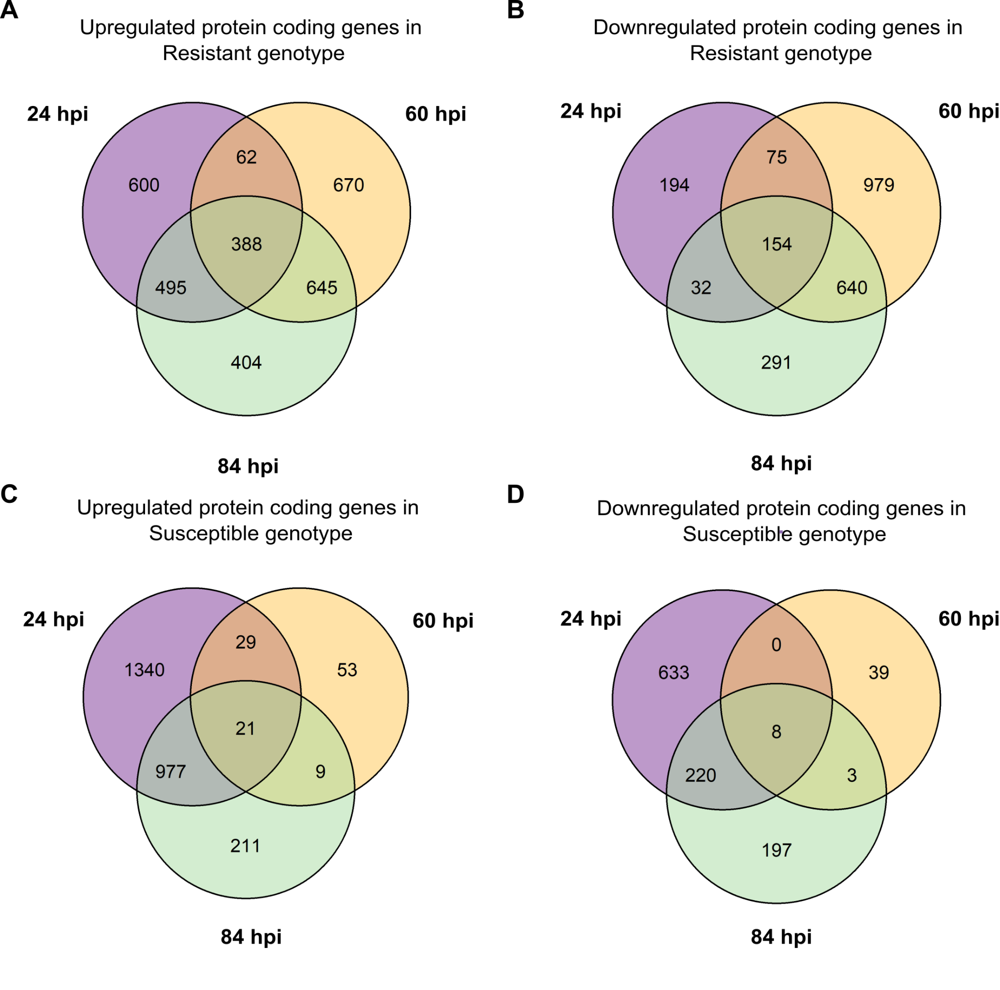 A
Upregulated protein coding genes in
Resistant genotype
24 hpi
60 hpi
62
600
670
388
495
645
404
84 hpi
B
Downregulated protein coding genes in
Resistant genotype
24 hpi
60 hpi
75
194
979
154
32
640
291
84 hpi
C
Upregulated protein coding genes in
Susceptible genotype
24 hpi
60 hpi
29
1340
53
21
977
9
211
84 hpi
D
Downregulated protein coding genes in
Susceptible genotype
24 hpi
60 hpi
0
633
39
8
220
3
197
84 hpi